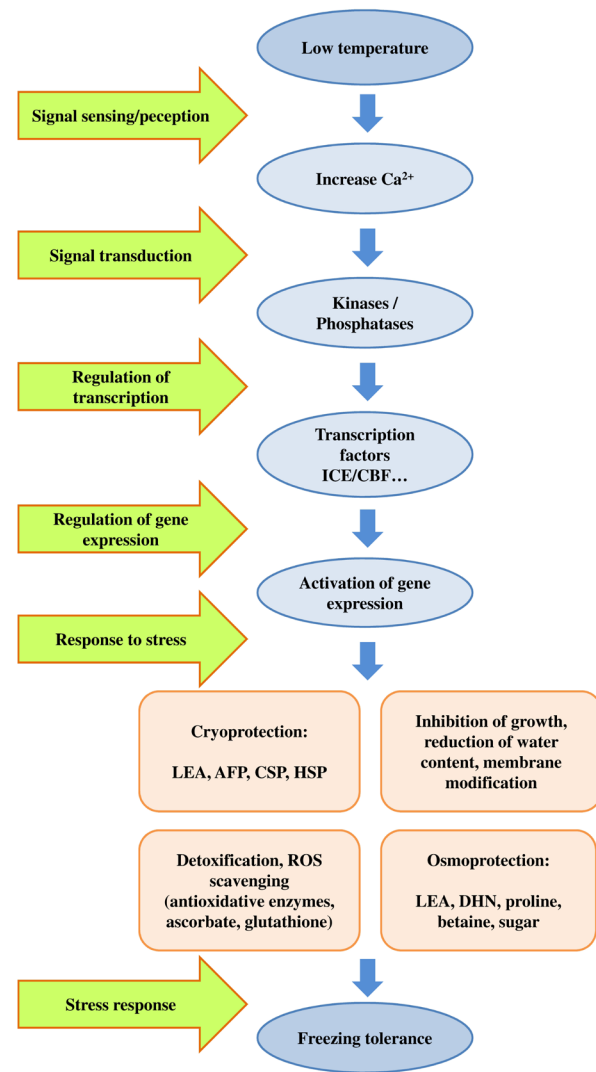 Low temperature
Signal sensing/peception
Increase Ca²⁺
Signal transduction
Kinases /
Phosphatases
Regulation of
transcription
Transcription
factors
ICE/CBF...
Regulation of gene
expression
Activation of gene
expression
Response to stress
Cryoprotection:
LEA, AFP, CSP, HSP
Inhibition of growth,
reduction of water
content, membrane
modification
Detoxification, ROS
scavenging
(antioxidative enzymes,
ascorbate, glutathione)
Osmoprotection:
LEA, DHN, proline,
betaine, sugar
Stress response
Freezing tolerance